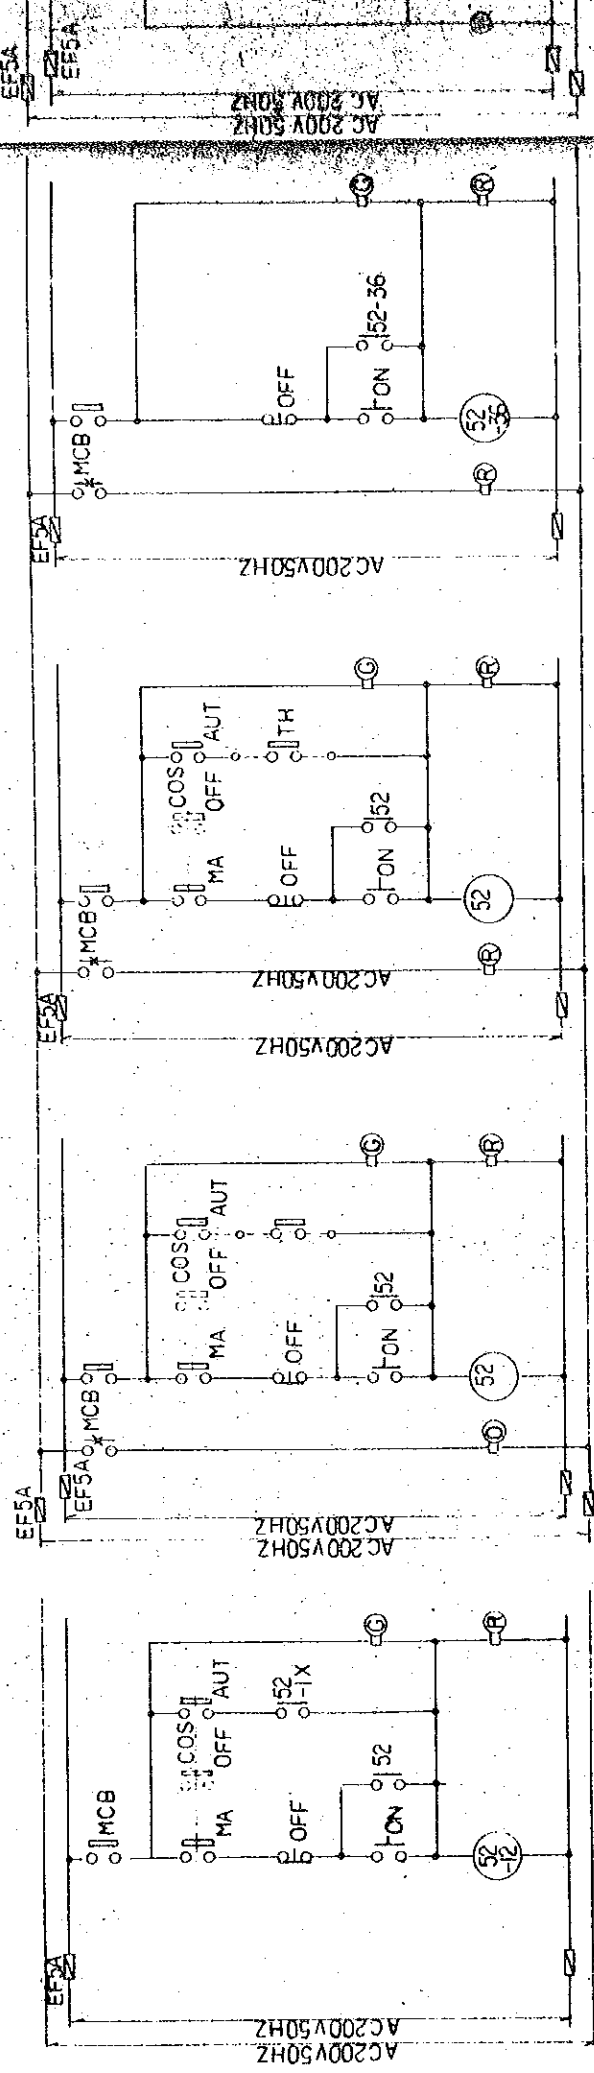 EF5A
EF5A
AC 200V 50HZ
AC 200V 50HZ
G
R
52-36
OFF
ON
MCB
52
-36
R
EF5A
AC200V50HZ
G
R
AUT
COS
OFF
TH
MA
OFF
52
ON
MCB
52
R
AC200V50HZ
EF5A
AC200V50HZ
G
R
AUT
COS
OFF
MA
OFF
52
ON
MCB
52
O
EF5A
EF5A
AC200V50HZ
AC200V50HZ
G
R
AUT
COS
OFF
52
-1X
MCB
MA
OFF
52
ON
52
-12
EF5A
AC200V50HZ
AC200V50HZ